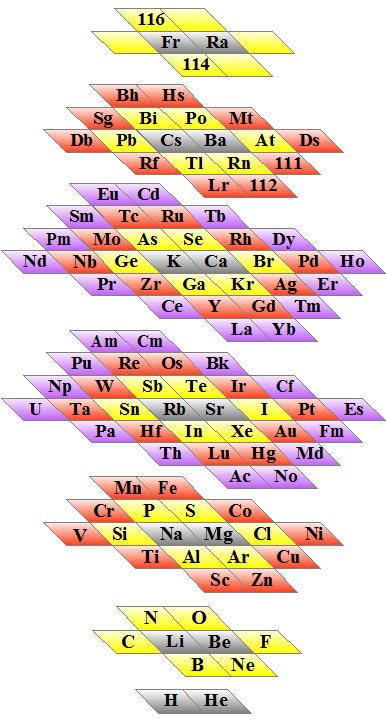 116
Fr Ra
114
Bh Hs
Sg Bi Po Mt
Db Pb Cs Ba At Ds
Rf Tl Rn 111
Lr 112
Eu Cd
Sm Tc Ru Tb
Pm Mo As Se Rh Dy
Nd Nb Ge K Ca Br Pd Ho
Pr Zr Ga Kr Ag Er
Ce Y Gd Tm
La Yb
Am Cm
Pu Re Os Bk
Np W Sb Te Ir Cf
U Ta Sn Rb Sr I Pt Es
Pa Hf In Xe Au Fm
Th Lu Hg Md
Ac No
Mn Fe
Cr P S Co
V Si Na Mg Cl Ni
Ti Al Ar Cu
Sc Zn
N O
C Li Be F
B Ne
H He